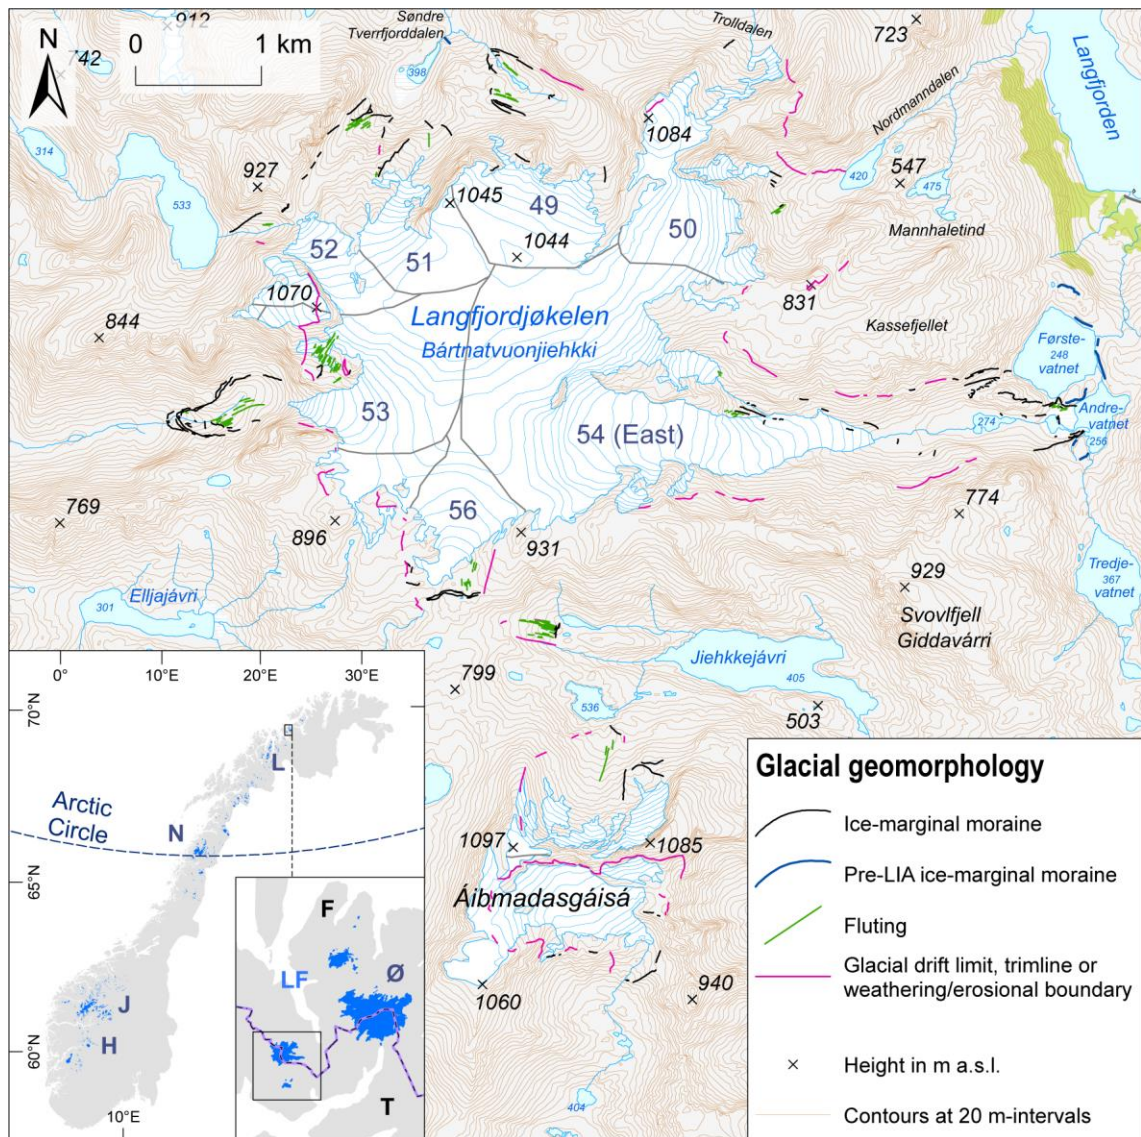 912
N
0
1 km
742
Søndre
Tverrfjorddalen
398
Trolldalen
723
Langfjorden
Nordmanndalen
1084
314
533
927
1045
49
50
420
547
475
1044
Mannhaletind
52
51
1070
844
Langfjordjøkelen
Bártnatvuonjiehkki
831
Kassefjellet
Første-
248
vatnet
53
54 (East)
274
Andre-
vatnet
256
769
896
56
931
774
Elljajávri
301
929
Svovlfjell
Giddavárri
Tredje-
367
vatnet
Jiehkkejávri
405
799
536
503
1097
1085
Áibmadasgáisá
1060
940
404
0°
10°E
20°E
30°E
70°N
65°N
60°N
10°E
L
Arctic
Circle
N
J
H
F
LF
Ø
T
Glacial geomorphology
Ice-marginal moraine
Pre-LIA ice-marginal moraine
Fluting
Glacial drift limit, trimline or
weathering/erosional boundary
Height in m a.s.l.
Contours at 20 m-intervals